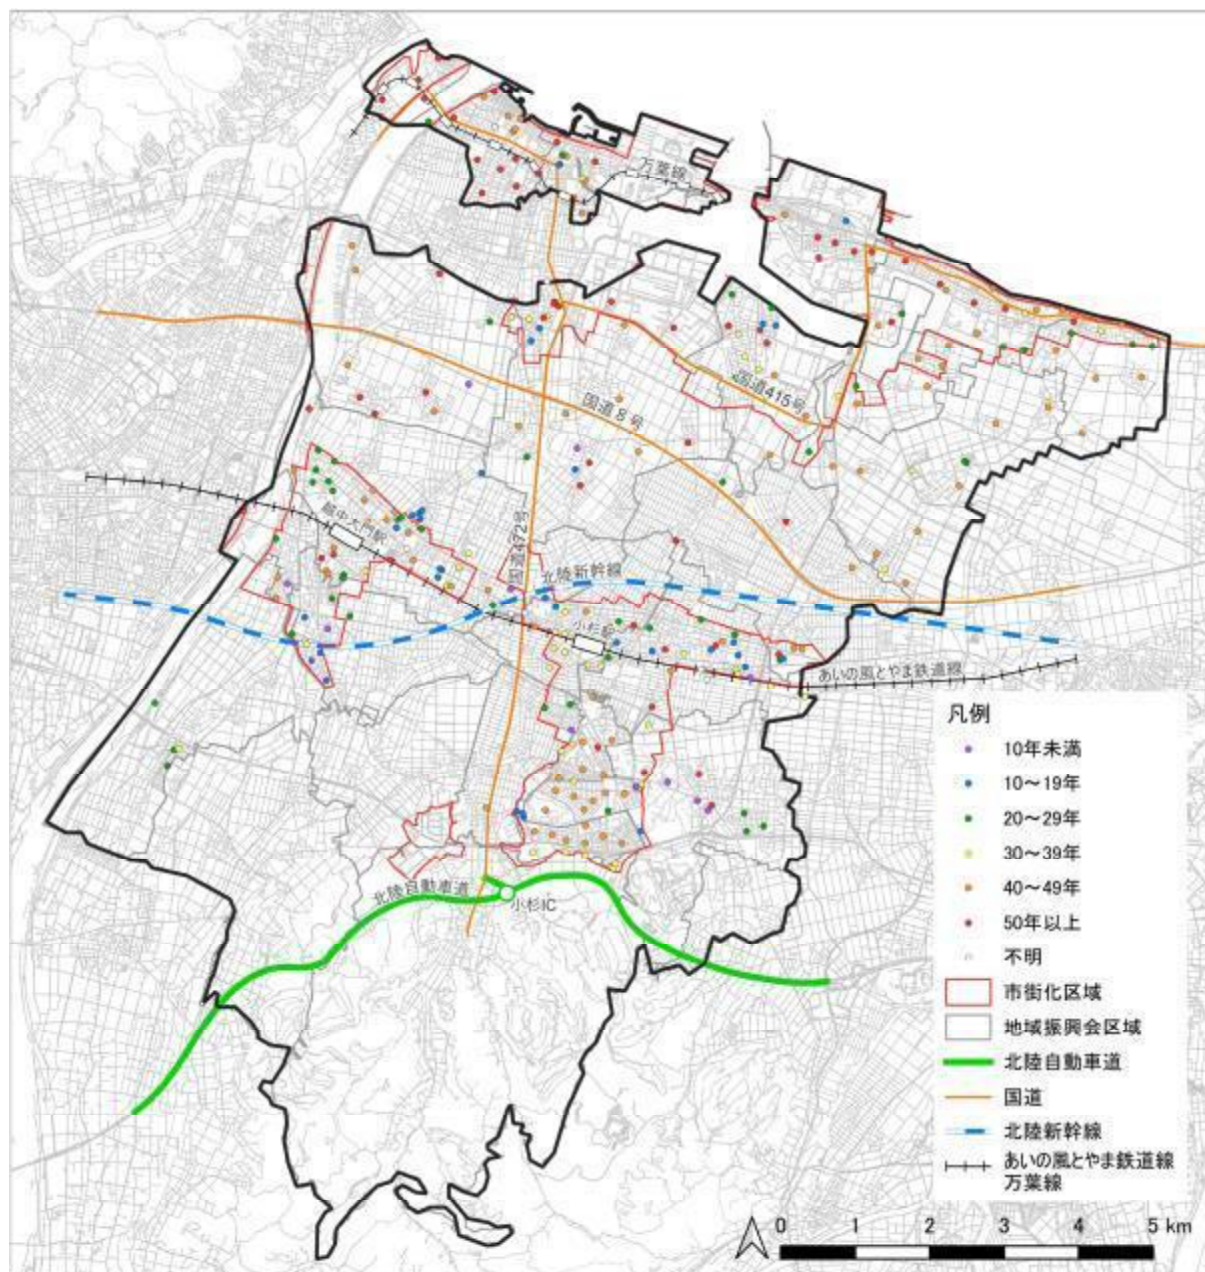 万葉線
国道415号
国道8号
越中大門駅
国道472号
北陸新幹線
小杉駅
あいの風とやま鉄道線
北陸自動車道
小杉IC
凡例
10年未満
10～19年
20～29年
30～39年
40～49年
50年以上
不明
市街化区域
地域振興会区域
北陸自動車道
国道
北陸新幹線
あいの風とやま鉄道線
万葉線
0 1 2 3 4 5 km